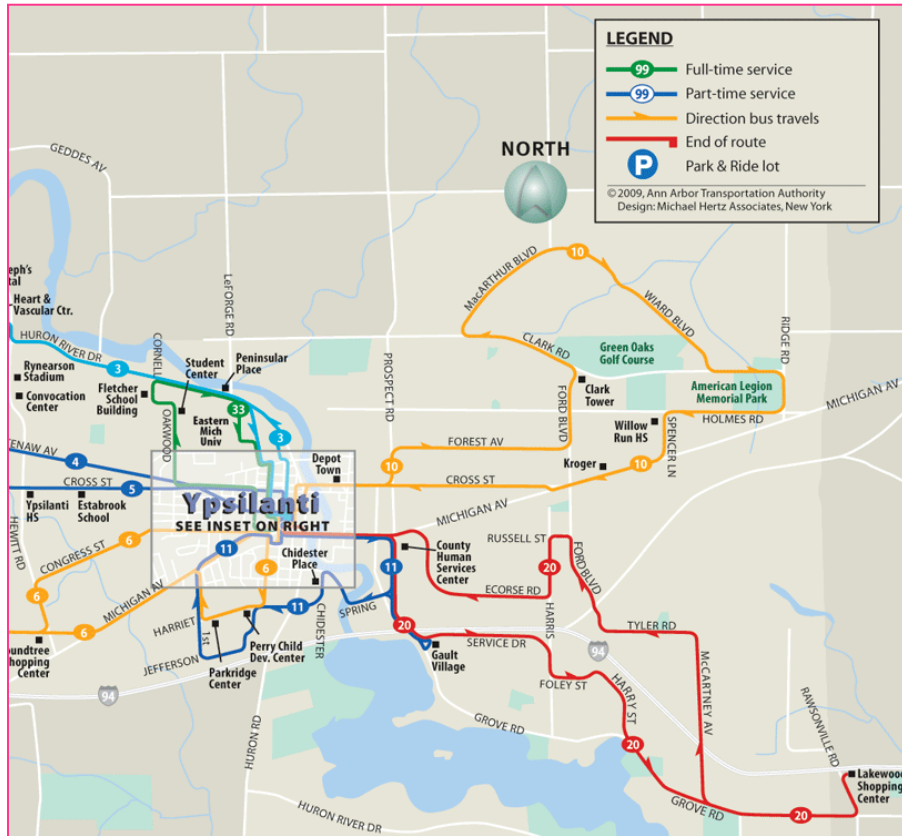 LEGEND
99 Full-time service
99 Part-time service
Direction bus travels
End of route
P Park & Ride lot
© 2009, Ann Arbor Transportation Authority
Design: Michael Hertz Associates, New York
NORTH
GEDDES AV
LeFORGE RD
eph's
tal
Heart &
Vascular Ctr.
HURON RIVER DR
3
Rynearson
Stadium
Convocation
Center
CORNELL
Fletcher
School
Building
Student
Center
Peninsular
Place
33
Eastern
Mich
Univ
OAKWOOD
3
PROSPECT RD
MacARTHUR BLVD
10
WIARD BLVD
RIDGE RD
Green Oaks
Golf Course
CLARK RD
Clark
Tower
American Legion
Memorial Park
MICHIGAN AV
FORD BLVD
Willow
Run HS
HOLMES RD
SPENCER LN
FOREST AV
10
Kroger
10
CROSS ST
MICHIGAN AV
TENAW AV
4
CROSS ST
5
Ypsilanti
HS
Estabrook
School
Depot
Town
Ypsilanti
SEE INSET ON RIGHT
11
6
Chidester
Place
HEWITT RD
CONGRESS ST
6
MICHIGAN AV
6
oundtree
Shopping
Center
HARRIET
1st
JEFFERSON
11
Perry Child
Dev. Center
Parkridge
Center
CHIDESTER
SPRING
11
County
Human
Services
Center
RUSSELL ST
20
FORD BLVD
ECORSE RD
HARRIS
20
SERVICE DR
Gault
Village
TYLER RD
94
94
FOLEY ST
HARRY ST
McCARTNEY AV
RAWSONVILLE RD
20
GROVE RD
HURON RD
HURON RIVER DR
GROVE RD
20
Lakewood
Shopping
Center